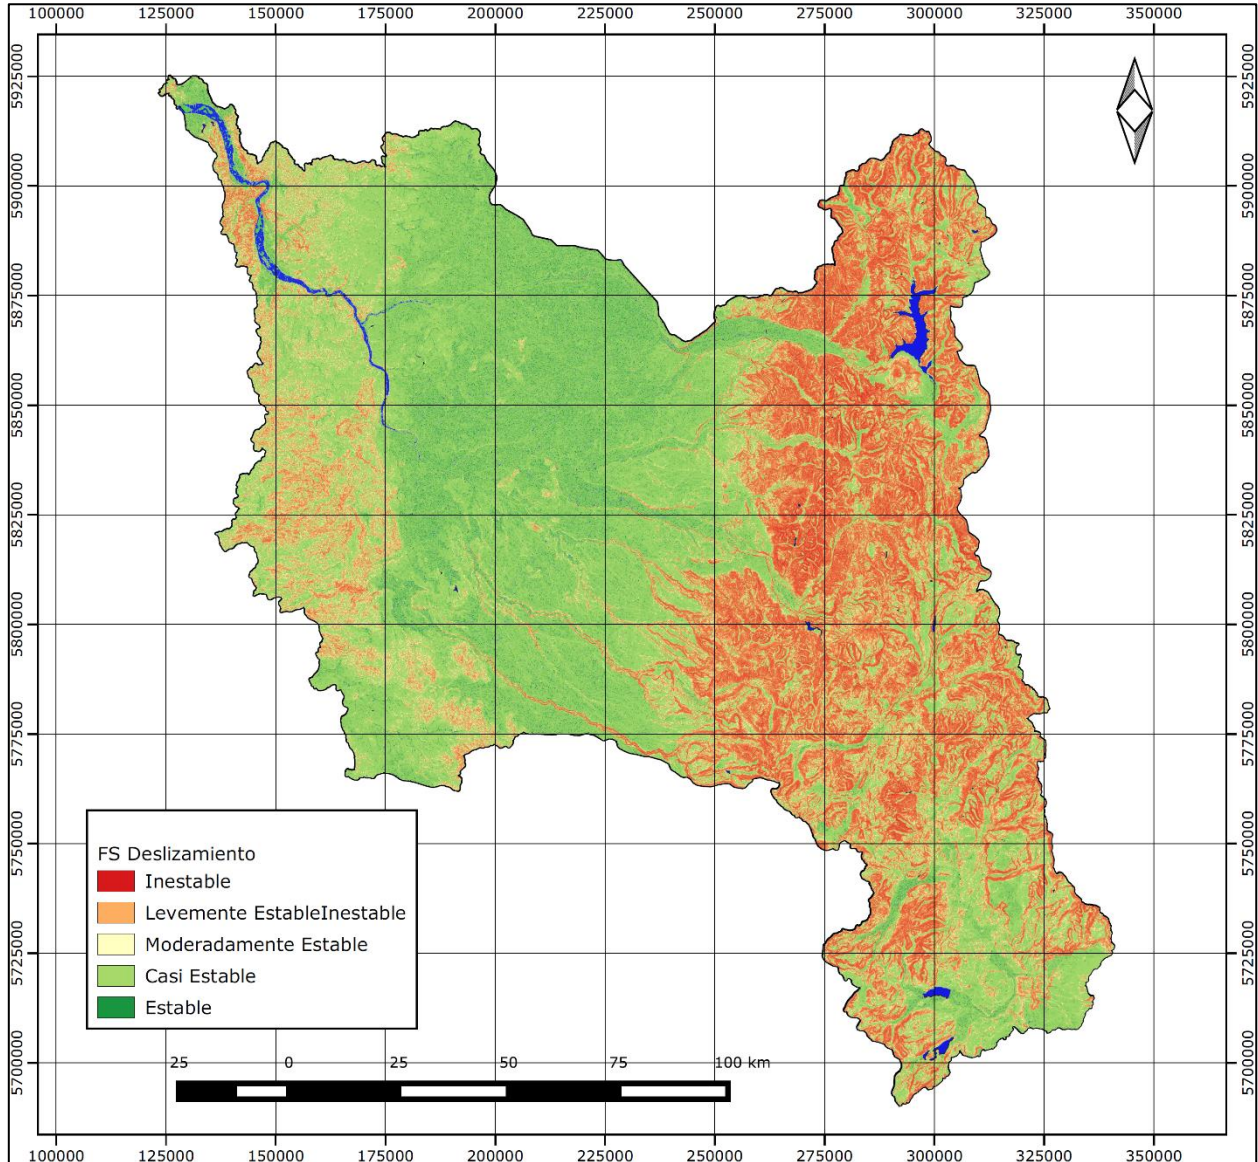 100000 125000 150000 175000 200000 225000 250000 275000 300000 325000 350000
5925000 5925000
5900000 5900000
5875000 5875000
5850000 5850000
5825000 5825000
5800000 5800000
5775000 5775000
5750000 5750000
5725000 5725000
5700000 5700000
FS Deslizamiento
Inestable
Levemente EstableInestable
Moderadamente Estable
Casi Estable
Estable
25 0 25 50 75 100 km
100000 125000 150000 175000 200000 225000 250000 275000 300000 325000 350000